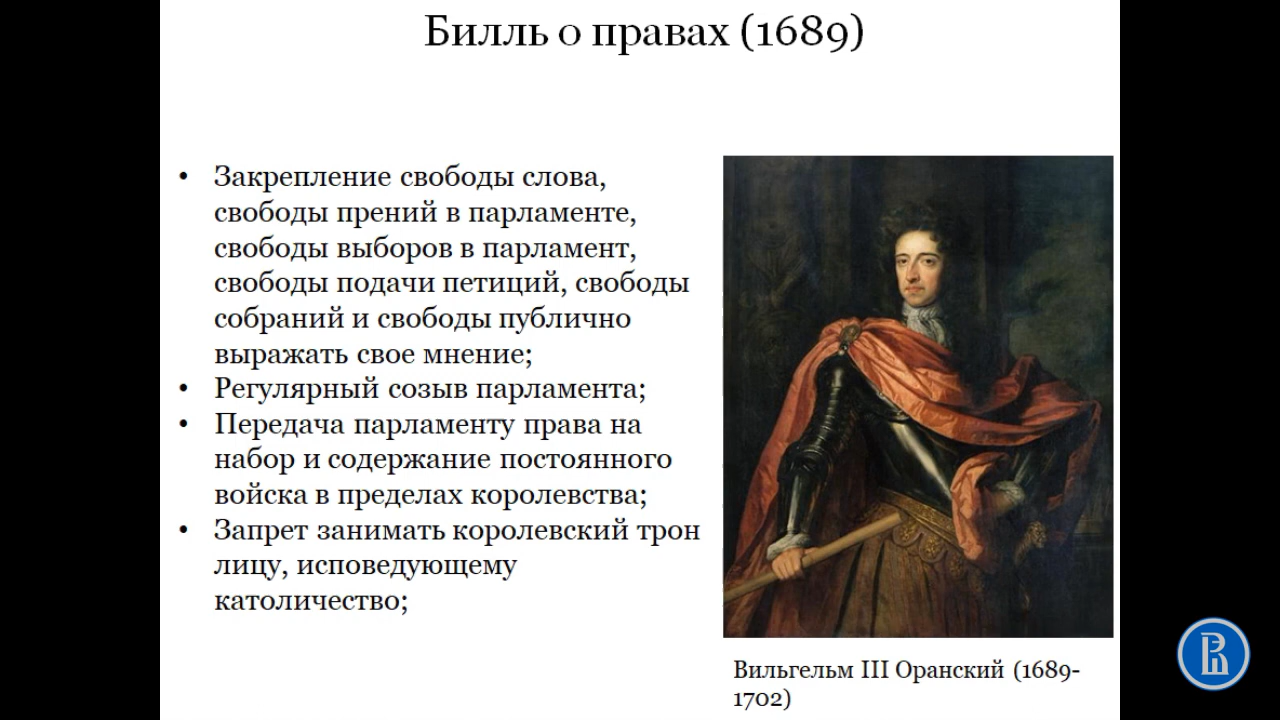 Билль о правах (1689)
• Закрепление свободы слова,
свободы прений в парламенте,
свободы выборов в парламент,
свободы подачи петиций, свободы
собраний и свободы публично
выражать свое мнение;
• Регулярный созыв парламента;
• Передача парламенту права на
набор и содержание постоянного
войска в пределах королевства;
• Запрет занимать королевский трон
лицу, исповедующему
католичество;
Вильгельм III Оранский (1689-
1702)